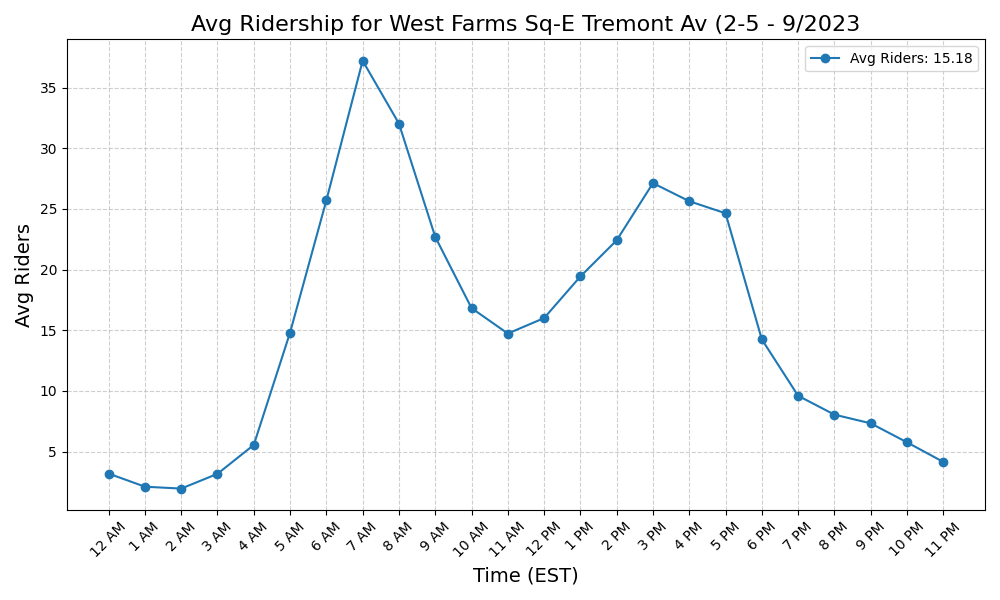 Avg Ridership for West Farms Sq-E Tremont Av (2-5 - 9/2023
Avg Riders: 15.18
Avg Riders
35
30
25
20
15
10
5
12 AM
1 AM
2 AM
3 AM
4 AM
5 AM
6 AM
7 AM
8 AM
9 AM
10 AM
11 AM
12 PM
1 PM
2 PM
3 PM
4 PM
5 PM
6 PM
7 PM
8 PM
9 PM
10 PM
11 PM
Time (EST)